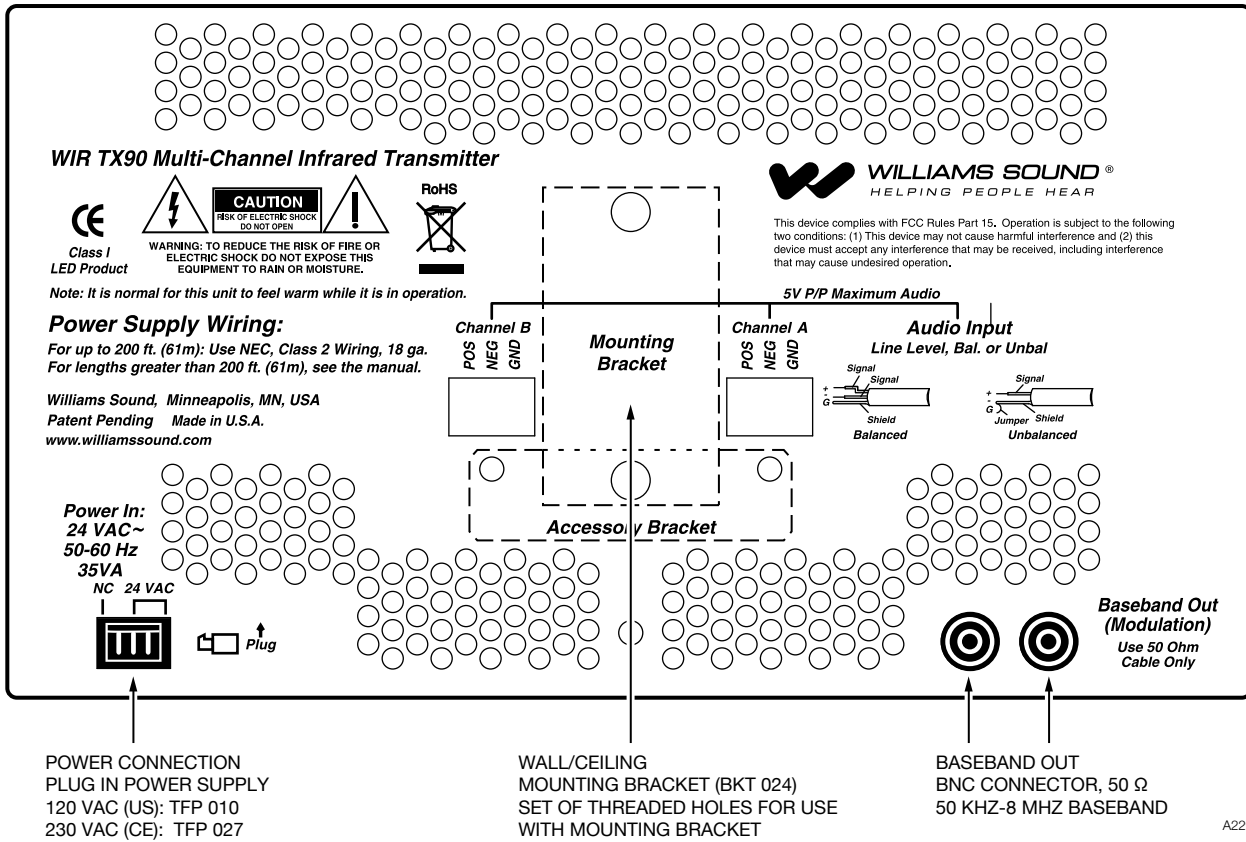 WIR TX90 Multi-Channel Infrared Transmitter
CE
Class I
LED Product
CAUTION
RISK OF ELECTRIC SHOCK
DO NOT OPEN
RoHS
WARNING: TO REDUCE THE RISK OF FIRE OR
ELECTRIC SHOCK DO NOT EXPOSE THIS
EQUIPMENT TO RAIN OR MOISTURE.
Note: It is normal for this unit to feel warm while it is in operation.
WILLIAMS SOUND ®
HELPING PEOPLE HEAR
This device complies with FCC Rules Part 15. Operation is subject to the following
two conditions: (1) This device may not cause harmful interference and (2) this
device must accept any interference that may be received, including interference
that may cause undesired operation.
Power Supply Wiring:
For up to 200 ft. (61m): Use NEC, Class 2 Wiring, 18 ga.
For lengths greater than 200 ft. (61m), see the manual.
Williams Sound, Minneapolis, MN, USA
Patent Pending Made in U.S.A.
www.williamssound.com
5V P/P Maximum Audio
Channel B
POS NEG GND
Mounting
Bracket
Channel A
POS NEG GND
Audio Input
Line Level, Bal. or Unbal
Signal
Signal
+
-
G
Shield
Balanced
Signal
+
-
G
Jumper Shield
Unbalanced
Accessory Bracket
Power In:
24 VAC~
50-60 Hz
35VA
NC 24 VAC
Plug
Baseband Out
(Modulation)
Use 50 Ohm
Cable Only
POWER CONNECTION
PLUG IN POWER SUPPLY
120 VAC (US): TFP 010
230 VAC (CE): TFP 027
WALL/CEILING
MOUNTING BRACKET (BKT 024)
SET OF THREADED HOLES FOR USE
WITH MOUNTING BRACKET
BASEBAND OUT
BNC CONNECTOR, 50 Ω
50 KHZ-8 MHZ BASEBAND
A22